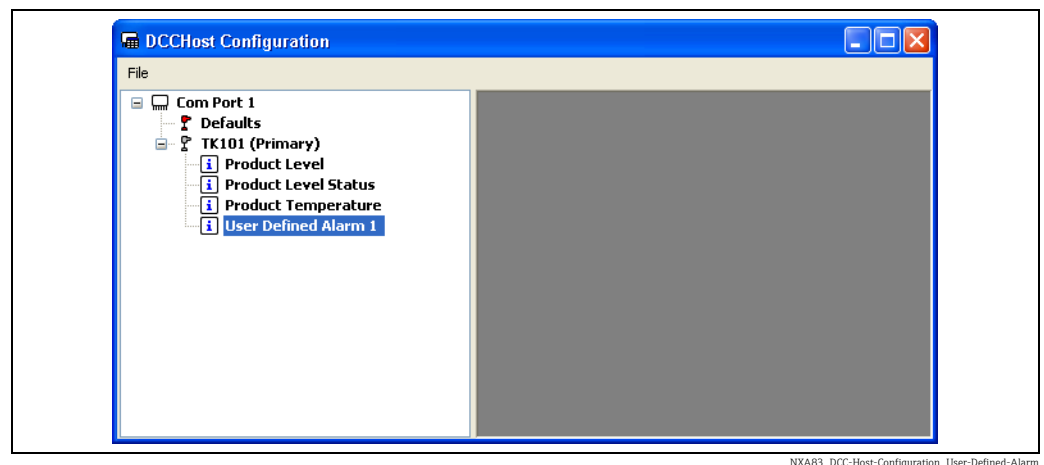 DCCHost Configuration
File
Com Port 1
Defaults
TK101 (Primary)
Product Level
Product Level Status
Product Temperature
User Defined Alarm 1
NXA83_DCC-Host-Configuration_User-Defined-Alarm